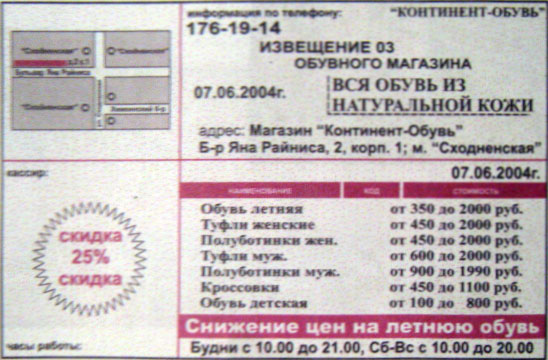 информация по телефону: "КОНТИНЕНТ-ОБУВЬ"
176-19-14
ИЗВЕЩЕНИЕ 03
ОБУВНОГО МАГАЗИНА
07.06.2004г.
ВСЯ ОБУВЬ ИЗ
НАТУРАЛЬНОЙ КОЖИ
адрес: Магазин "Континент-Обувь"
Б-р Яна Райниса, 2, корп. 1; м. "Сходненская"
"Сходненская"
Бульвар Яна Райниса
"Сходненская"
кассир:
скидка
25%
скидка
часы работы:
07.06.2004г.
НАИМЕНОВАНИЕ КОД СТОИМОСТЬ
Обувь летняя от 350 до 2000 руб.
Туфли женские от 450 до 2000 руб.
Полуботинки жен. от 450 до 2000 руб.
Туфли муж. от 600 до 2000 руб.
Полуботинки муж. от 900 до 1990 руб.
Кроссовки от 450 до 1100 руб.
Обувь детская от 100 до 800 руб.
Снижение цен на летнюю обувь
Будни с 10.00 до 21.00, Сб-Вс с 10.00 до 20.00